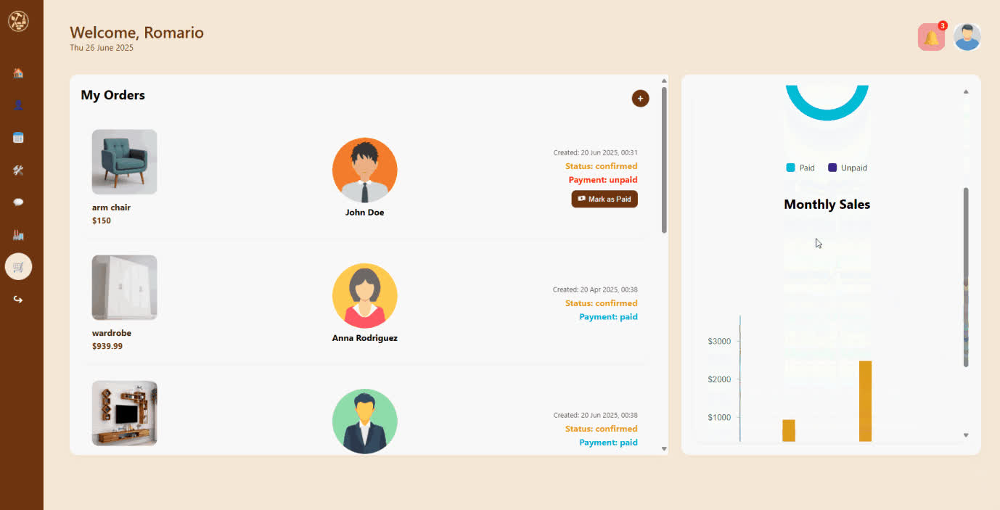 Welcome, Romario
Thu 26 June 2025
3
My Orders
+
arm chair
$150
John Doe
Created: 20 Jun 2025, 00:31
Status: confirmed
Payment: unpaid
Mark as Paid
wardrobe
$939.99
Anna Rodriguez
Created: 20 Apr 2025, 00:38
Status: confirmed
Payment: paid
Created: 20 Jun 2025, 00:38
Status: confirmed
Payment: paid
Paid
Unpaid
Monthly Sales
$3000
$2000
$1000